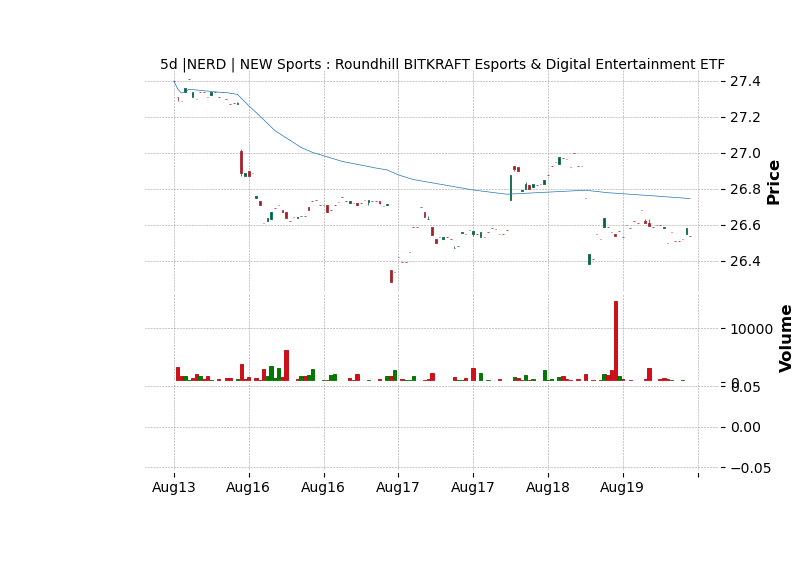 5d |NERD | NEW Sports : Roundhill BITKRAFT Esports & Digital Entertainment ETF
27.4
27.2
27.0
26.8
26.6
26.4
Price
10000
0
Volume
0.05
0.00
−0.05
Aug13 Aug16 Aug16 Aug17 Aug17 Aug18 Aug19